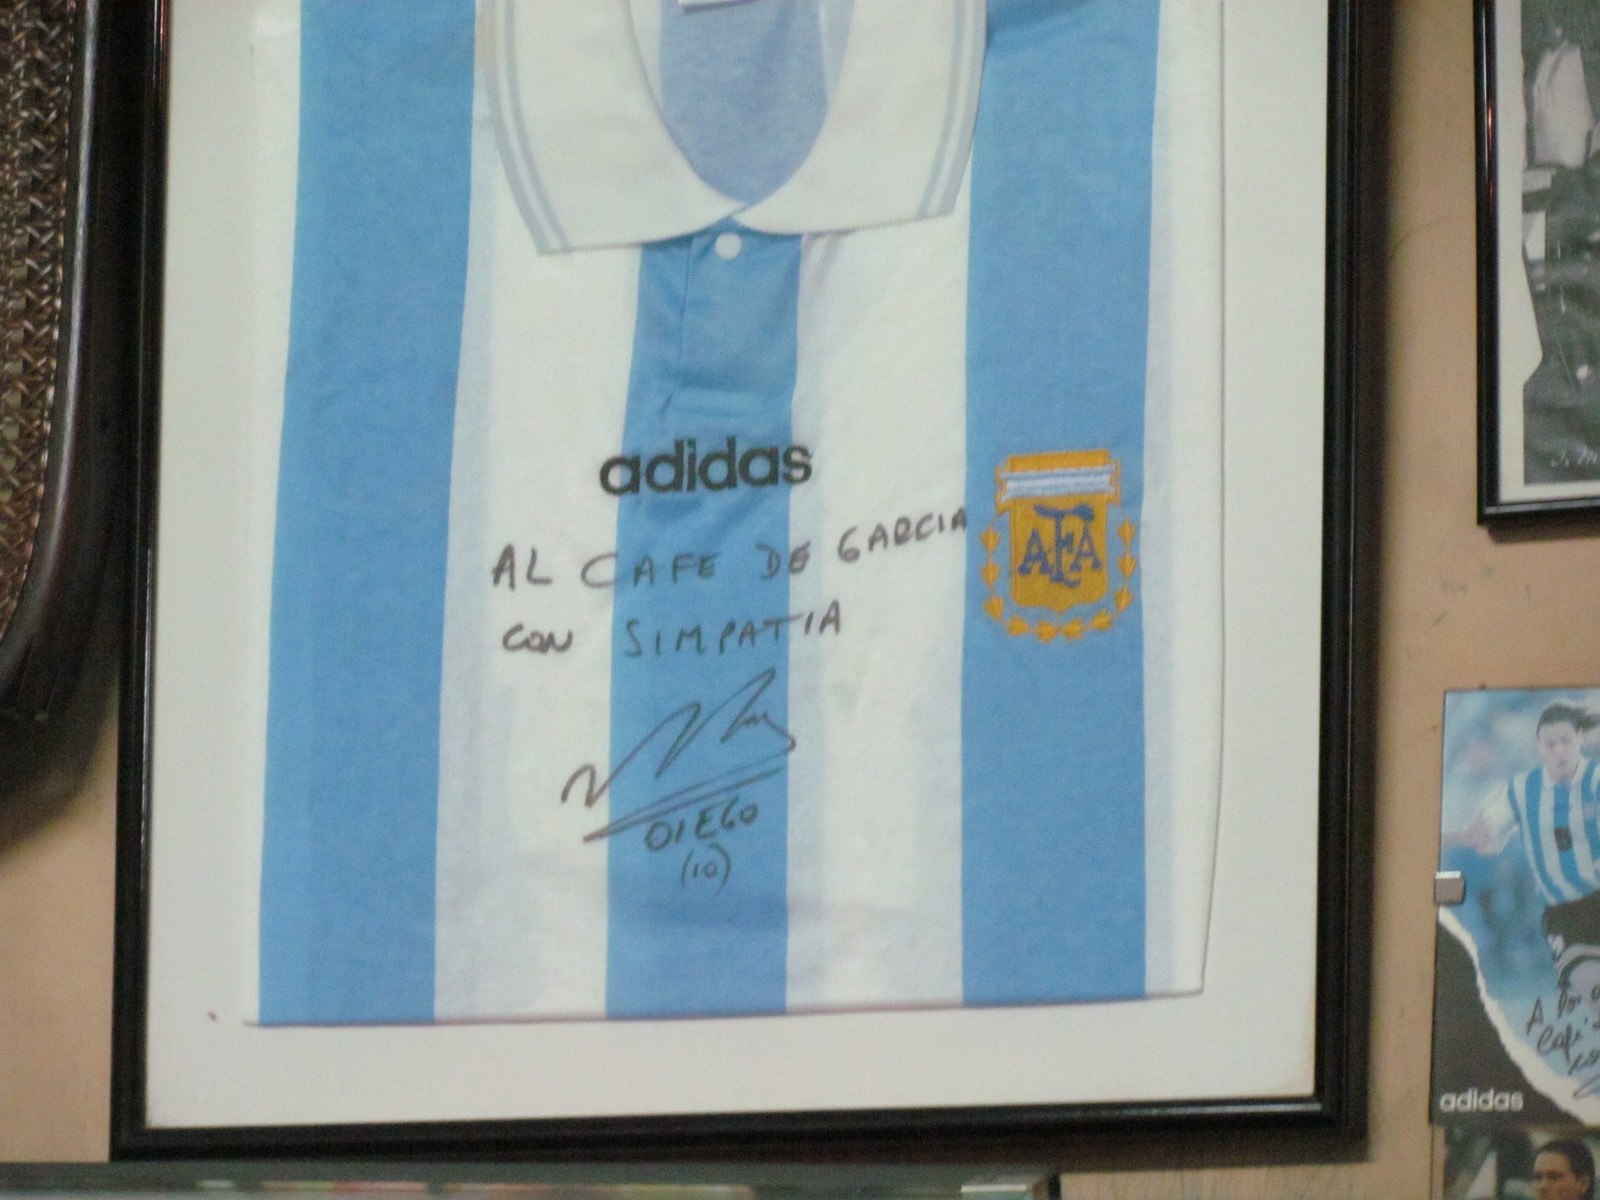 adidas
AL CAFE DE GARCIA
CON SIMPATIA
DIEGO
(10)
AFA
adidas